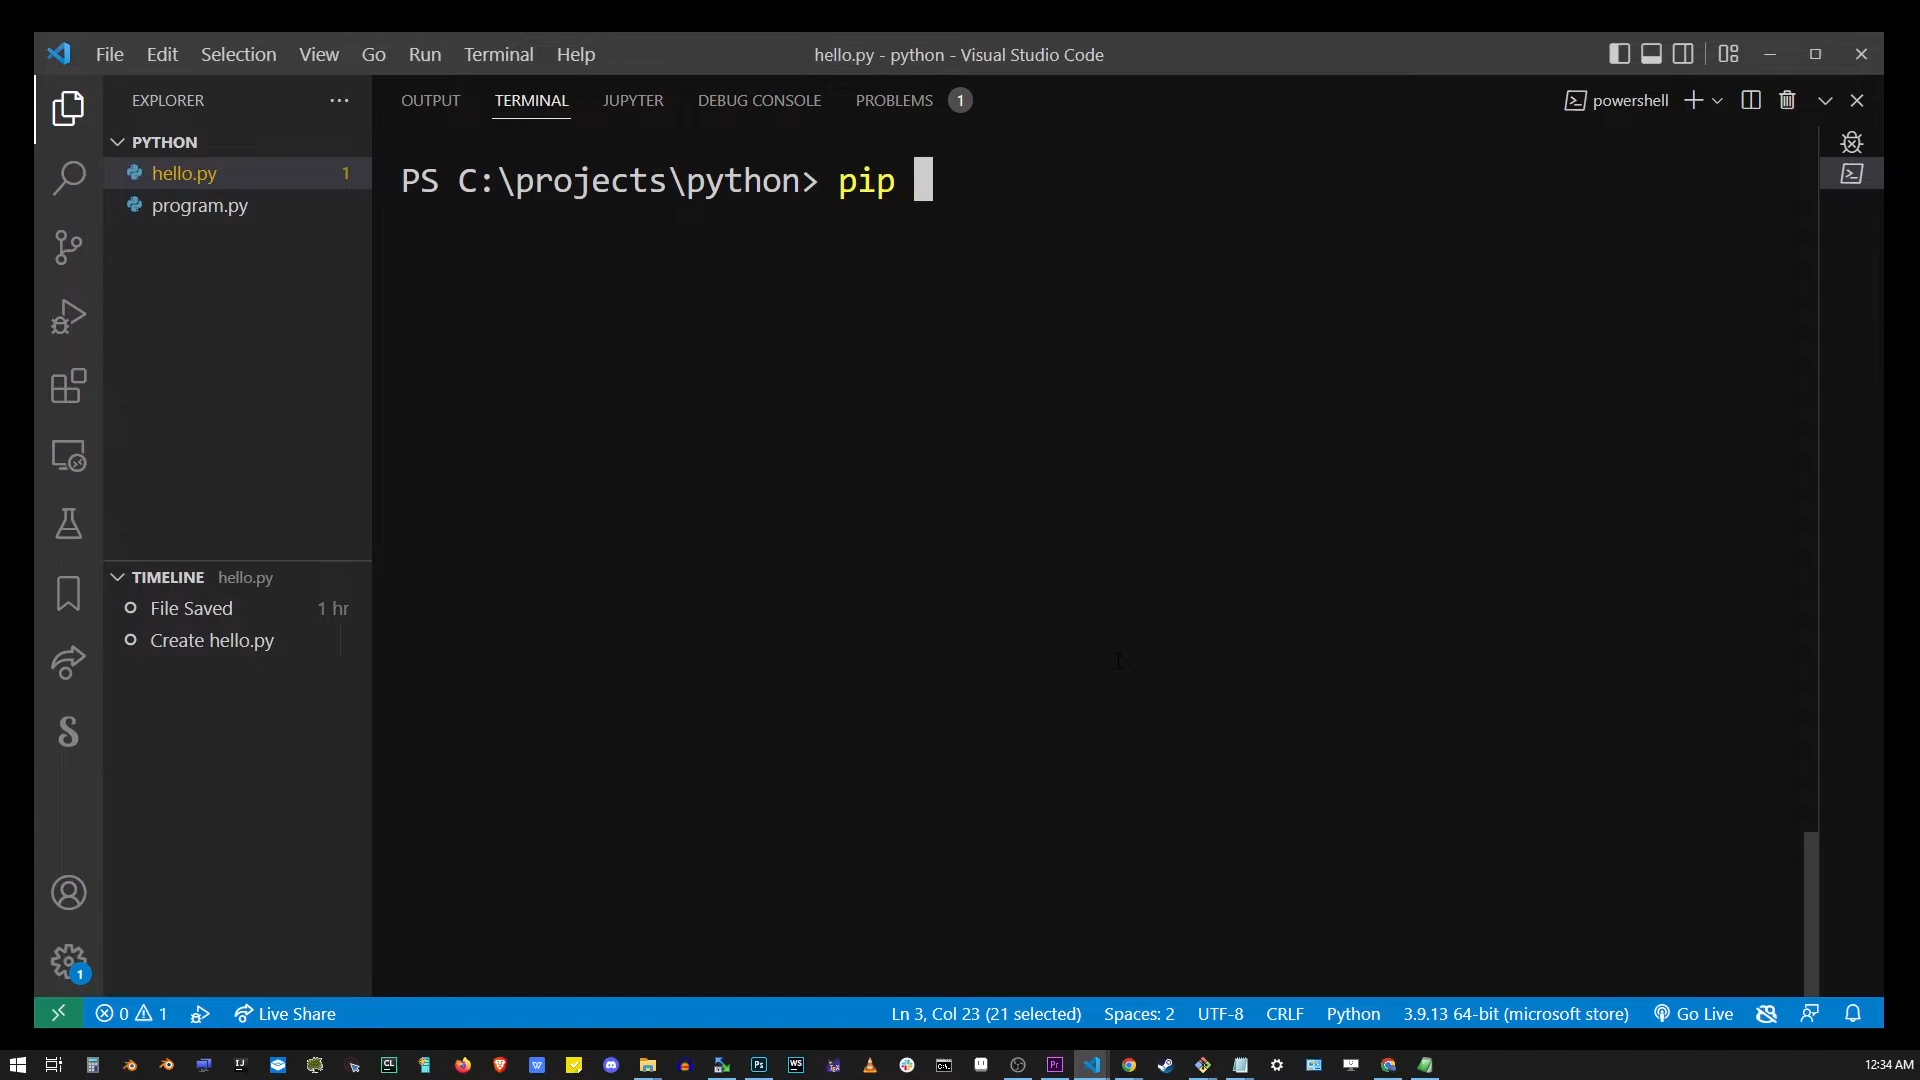 File Edit Selection View Go Run Terminal Help hello.py - python - Visual Studio Code
EXPLORER
OUTPUT TERMINAL JUPYTER DEBUG CONSOLE PROBLEMS 1 powershell
PYTHON
hello.py 1
program.py
PS C:\projects\python> pip
TIMELINE hello.py
File Saved 1 hr
Create hello.py
1
0 1 Live Share Ln 3, Col 23 (21 selected) Spaces: 2 UTF-8 CRLF Python 3.9.13 64-bit (microsoft store) Go Live
12:34 AM